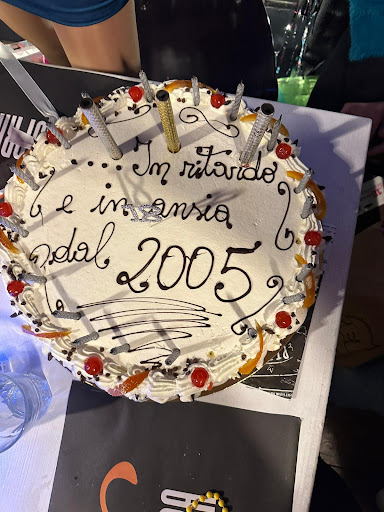 ... In ritardo
e in ansia
dal 2005